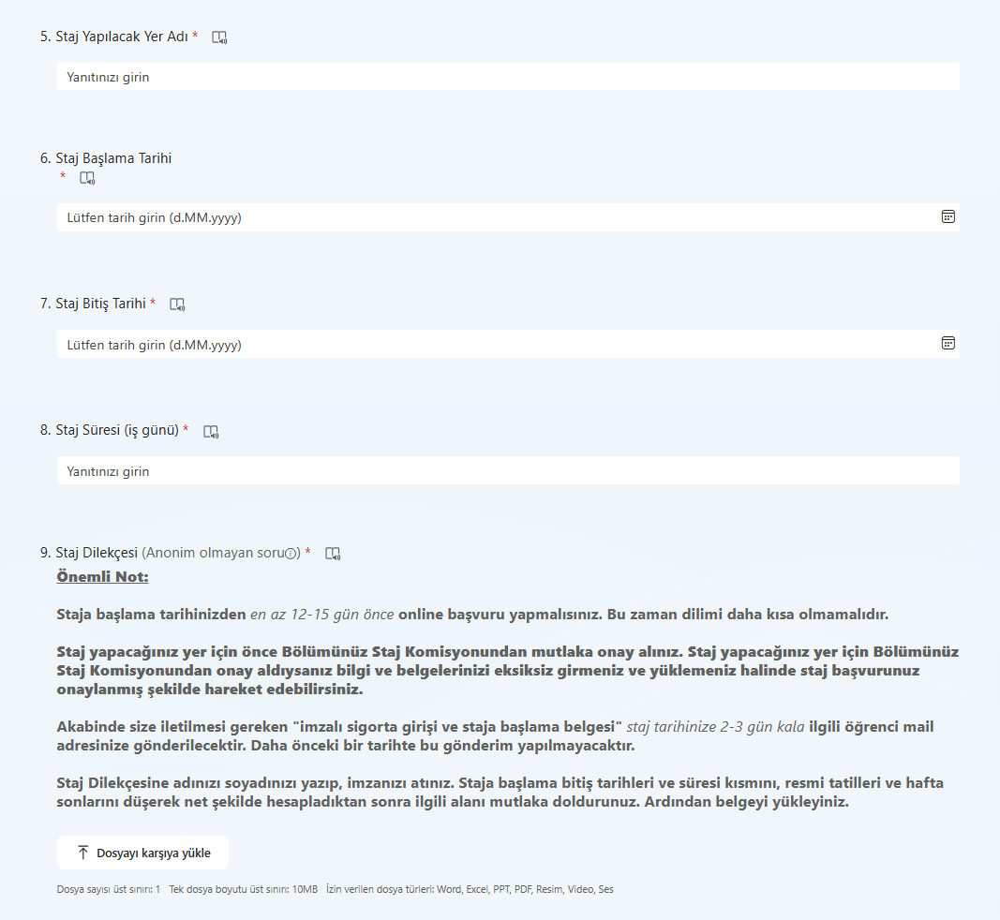 5. Staj Yapılacak Yer Adı *
Yanıtınızı girin
6. Staj Başlama Tarihi
*
Lütfen tarih girin (d.MM.yyyy)
7. Staj Bitiş Tarihi *
Lütfen tarih girin (d.MM.yyyy)
8. Staj Süresi (iş günü) *
Yanıtınızı girin
9. Staj Dilekçesi (Anonim olmayan soru) *
Önemli Not:
Staja başlama tarihinizden en az 12-15 gün önce online başvuru yapmalısınız. Bu zaman dilimi daha kısa olmamalıdır.
Staj yapacağınız yer için önce Bölümünüz Staj Komisyonundan mutlaka onay alınız. Staj yapacağınız yer için Bölümünüz
Staj Komisyonundan onay aldıysanız bilgi ve belgelerinizi eksiksiz girmeniz ve yüklemeniz halinde staj başvurunuz
onaylanmış şekilde hareket edebilirsiniz.
Akabinde size iletilmesi gereken "imzalı sigorta girişi ve staja başlama belgesi" staj tarihinize 2-3 gün kala ilgili öğrenci mail
adresinize gönderilecektir. Daha önceki bir tarihte bu gönderim yapılmayacaktır.
Staj Dilekçesine adınızı soyadınızı yazıp, imzanızı atınız. Staja başlama bitiş tarihleri ve süresi kısmını, resmi tatilleri ve hafta
sonlarını düşerek net şekilde hesapladıktan sonra ilgili alanı mutlaka doldurunuz. Ardından belgeyi yükleyiniz.
Dosyayı karşıya yükle
Dosya sayısı üst sınırı: 1 Tek dosya boyutu üst sınırı: 10MB İzin verilen dosya türleri: Word, Excel, PPT, PDF, Resim, Video, Ses